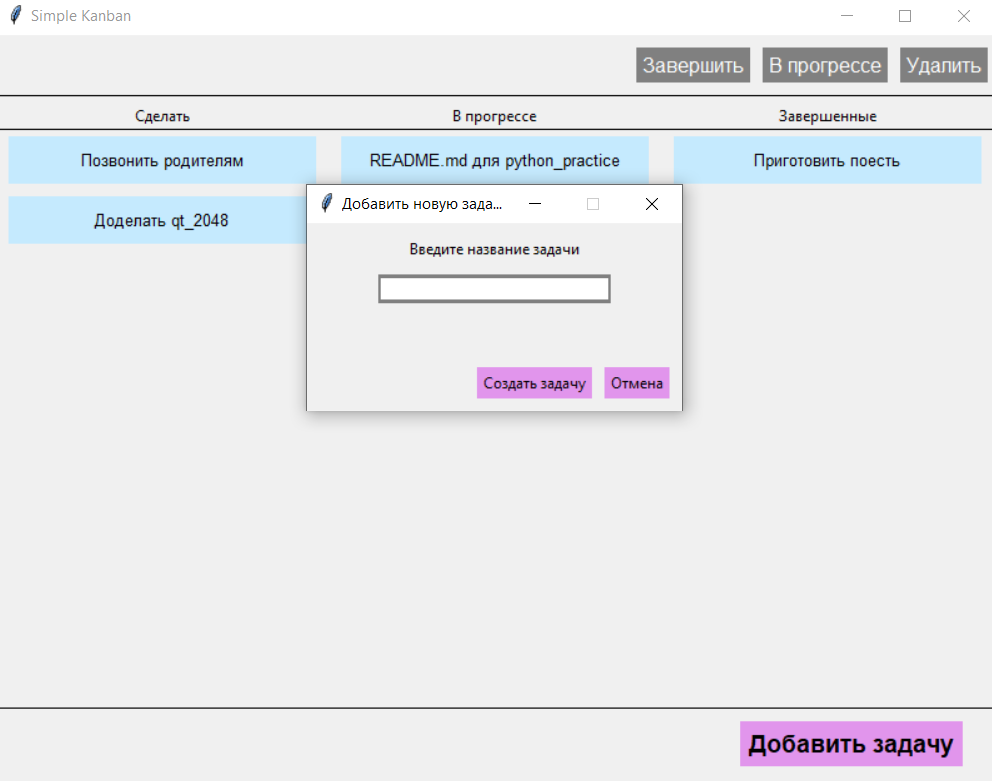 Simple Kanban
Завершить В прогрессе Удалить
Сделать В прогрессе Завершенные
Позвонить родителям README.md для python_practice Приготовить поесть
Доделать qt_2048
Добавить новую зада...
Введите название задачи
Создать задачу Отмена
Добавить задачу